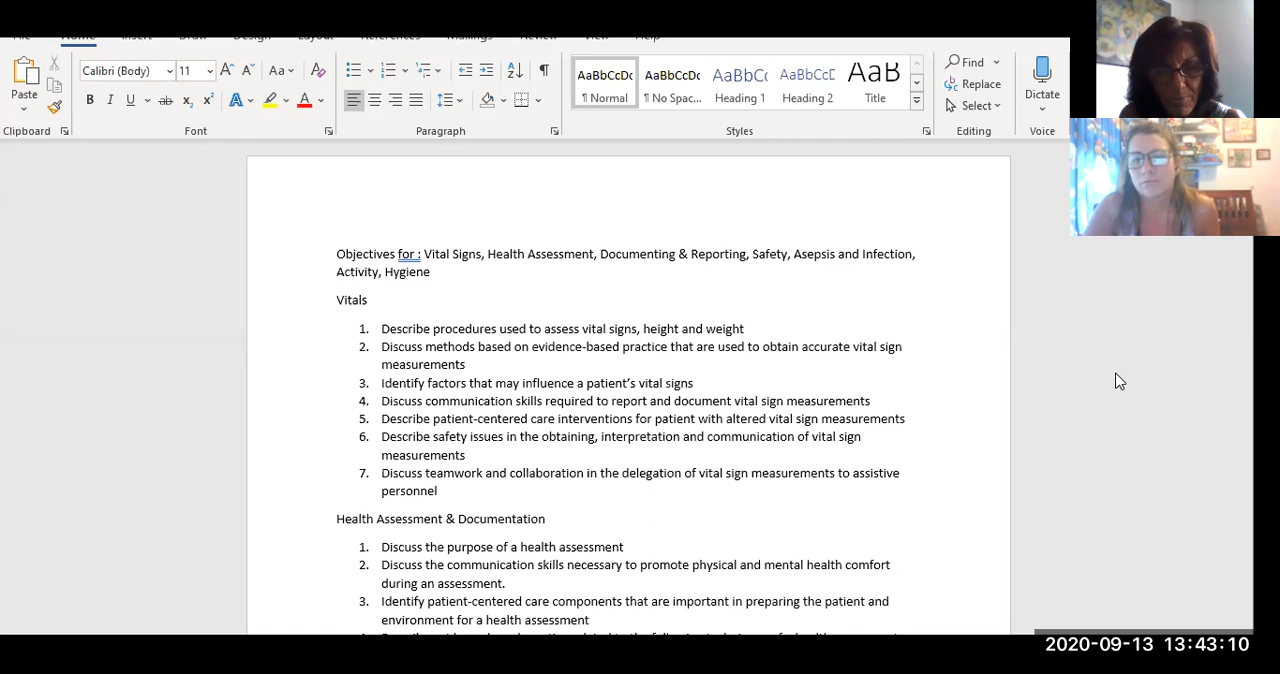 Home
Help
Paste
Calibri (Body)
11
Aa
Find
AaBbCcDc
AaBbCcDc
AaBbCc
AaBbCcD
AaB
Replace
Dictate
B I U ab x₂ x²
A
A
¶ Normal
¶ No Spac...
Heading 1
Heading 2
Title
Select
Clipboard
Font
Paragraph
Styles
Editing
Voice
Objectives for : Vital Signs, Health Assessment, Documenting & Reporting, Safety, Asepsis and Infection,
Activity, Hygiene
Vitals
1. Describe procedures used to assess vital signs, height and weight
2. Discuss methods based on evidence-based practice that are used to obtain accurate vital sign
measurements
3. Identify factors that may influence a patient’s vital signs
4. Discuss communication skills required to report and document vital sign measurements
5. Describe patient-centered care interventions for patient with altered vital sign measurements
6. Describe safety issues in the obtaining, interpretation and communication of vital sign
measurements
7. Discuss teamwork and collaboration in the delegation of vital sign measurements to assistive
personnel
Health Assessment & Documentation
1. Discuss the purpose of a health assessment
2. Discuss the communication skills necessary to promote physical and mental health comfort
during an assessment.
3. Identify patient-centered care components that are important in preparing the patient and
environment for a health assessment
2020-09-13 13:43:10